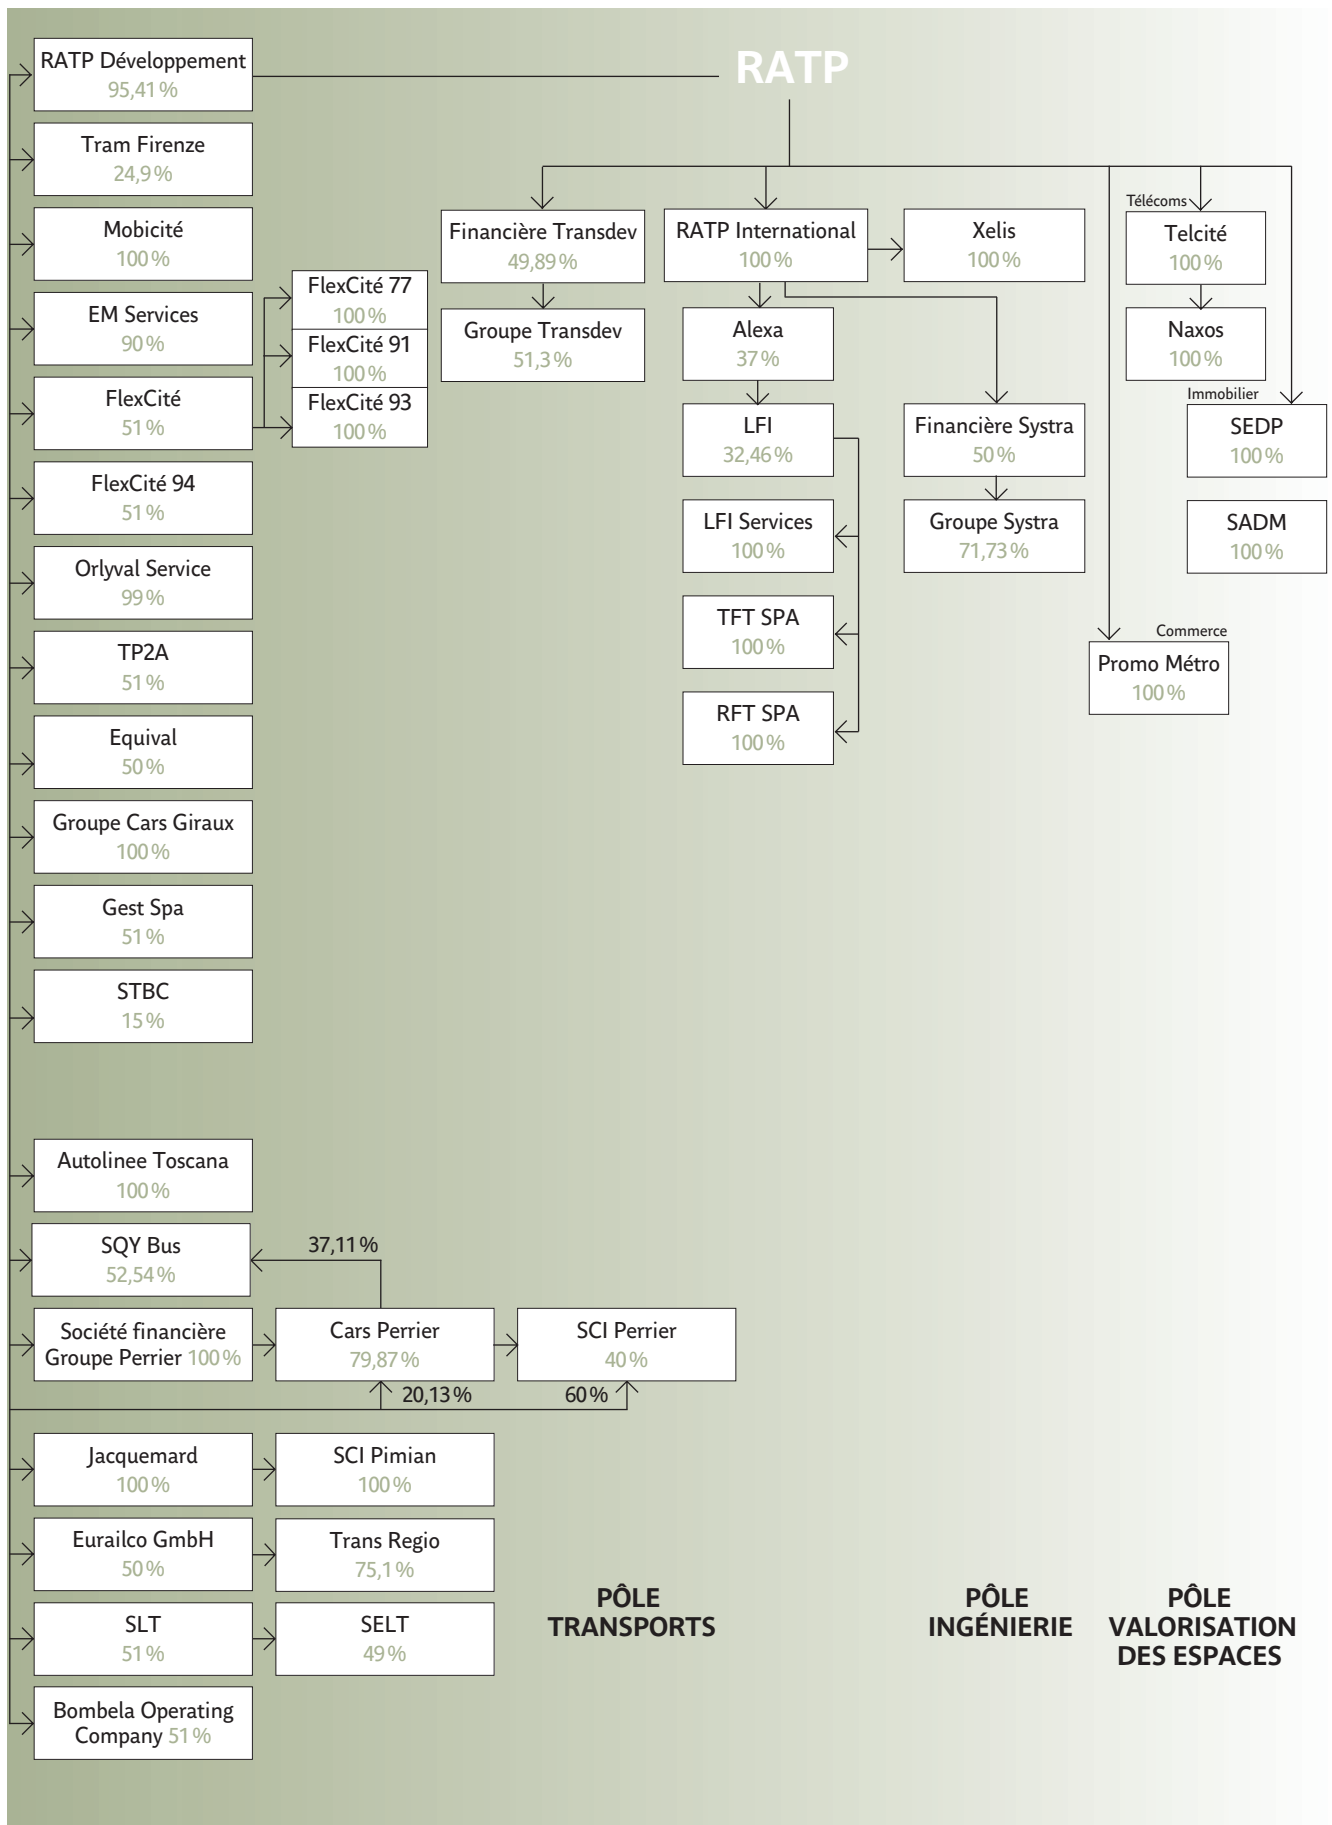 RATP
RATP Développement
95,41 %
Tram Firenze
24,9 %
Mobicité
100 %
EM Services
90 %
FlexCité
51 %
FlexCité 77
100 %
FlexCité 91
100 %
FlexCité 93
100 %
FlexCité 94
51 %
Orlyval Service
99 %
TP2A
51 %
Equival
50 %
Groupe Cars Giraux
100 %
Gest Spa
51 %
STBC
15 %
Autolinee Toscana
100 %
SQY Bus
52,54 %
37,11 %
Société financière
Groupe Perrier 100 %
Cars Perrier
79,87 %
SCI Perrier
40 %
20,13 %
60 %
Jacquemard
100 %
SCI Pimian
100 %
Eurailco GmbH
50 %
Trans Regio
75,1 %
SLT
51 %
SELT
49 %
Bombela Operating
Company 51 %
Financière Transdev
49,89 %
Groupe Transdev
51,3 %
RATP International
100 %
Alexa
37 %
LFI
32,46 %
LFI Services
100 %
TFT SPA
100 %
RFT SPA
100 %
Xelis
100 %
Financière Systra
50 %
Groupe Systra
71,73 %
Télécoms
Telcité
100 %
Naxos
100 %
Immobilier
SEDP
100 %
SADM
100 %
Commerce
Promo Métro
100 %
PÔLE
TRANSPORTS
PÔLE
INGÉNIERIE
PÔLE
VALORISATION
DES ESPACES